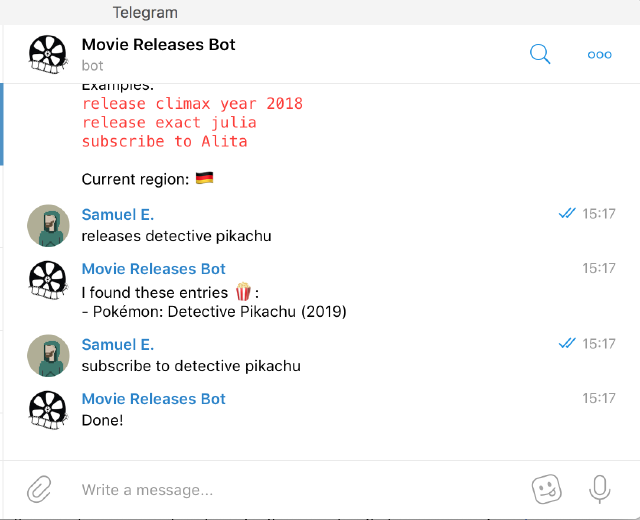 Telegram
Movie Releases Bot
bot
Examples:
release climax year 2018
release exact julia
subscribe to Alita
Current region: 🇩🇪
Samuel E.
15:17
releases detective pikachu
Movie Releases Bot
15:17
I found these entries 🍿:
- Pokémon: Detective Pikachu (2019)
Samuel E.
15:17
subscribe to detective pikachu
Movie Releases Bot
15:17
Done!
Write a message...